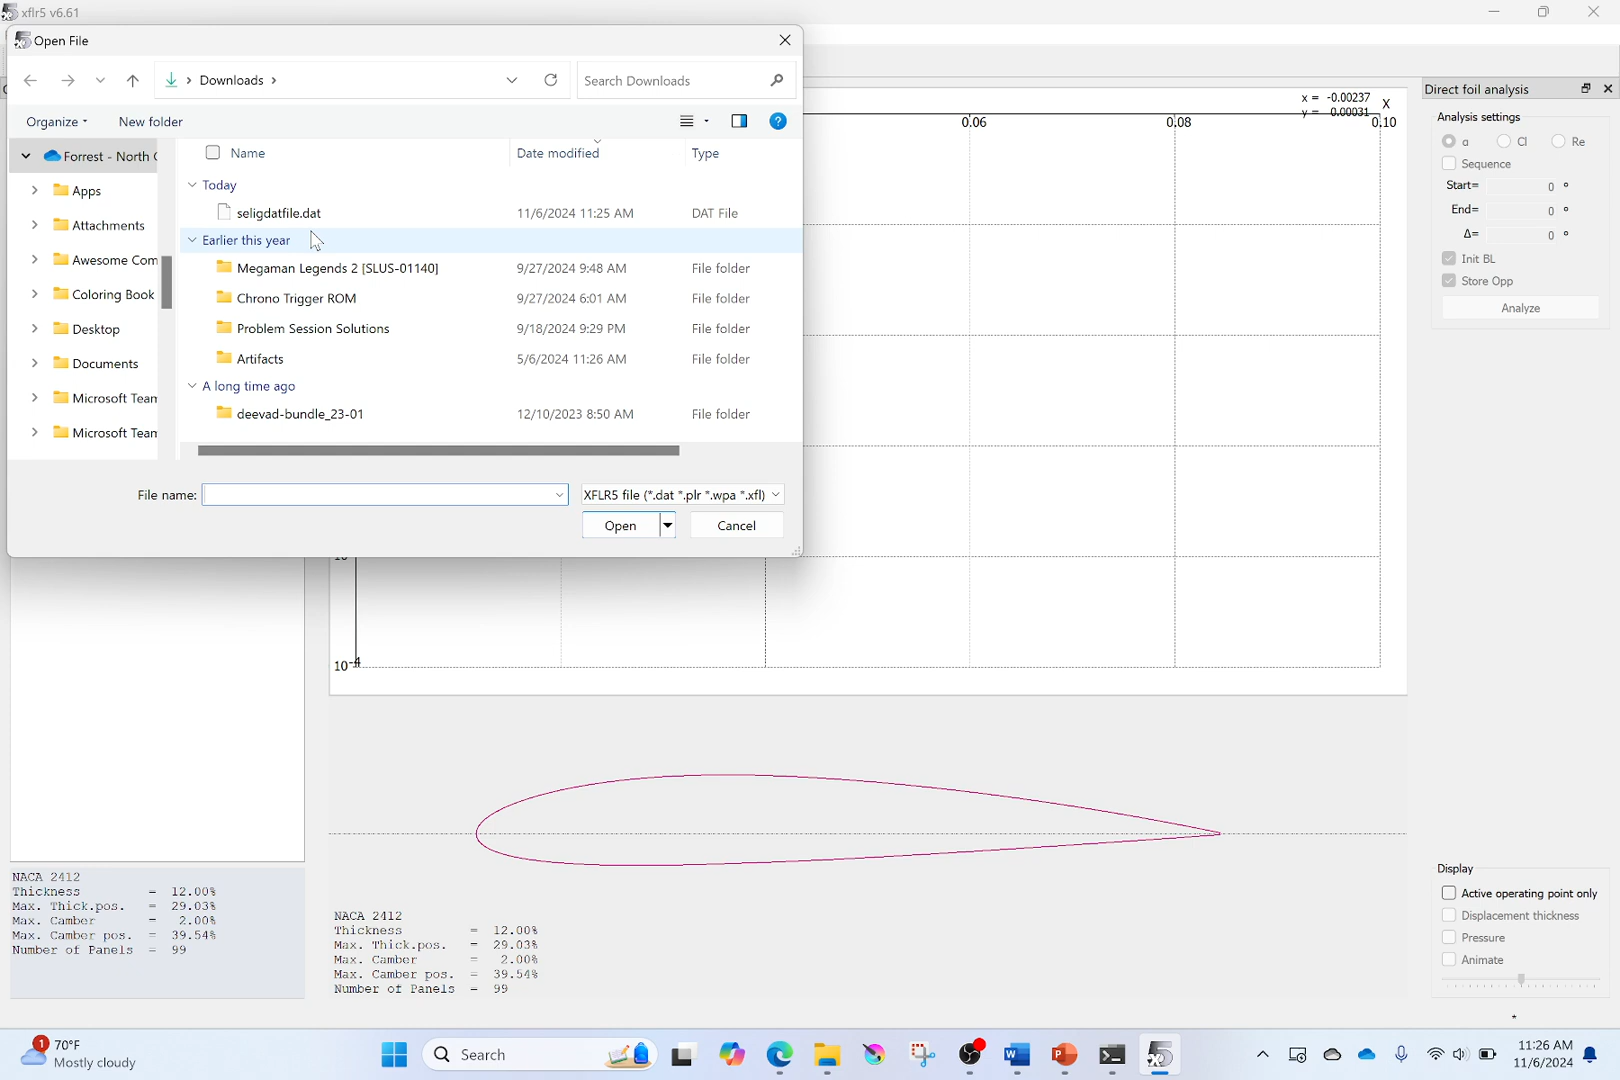 xflr5 v6.61
Open File
Downloads
Search Downloads
Organize
New folder
Forrest - North
Apps
Attachments
Awesome Com
Coloring Book
Desktop
Documents
Microsoft Team
Microsoft Team
Name
Date modified
Type
Today
seligdatfile.dat 11/6/2024 11:25 AM DAT File
Earlier this year
Megaman Legends 2 [SLUS-01140] 9/27/2024 9:48 AM File folder
Chrono Trigger ROM 9/27/2024 6:01 AM File folder
Problem Session Solutions 9/18/2024 9:29 PM File folder
Artifacts 5/6/2024 11:26 AM File folder
A long time ago
deevad-bundle_23-01 12/10/2023 8:50 AM File folder
File name:
XFLR5 file (*.dat *.plr *.wpa *.xfl)
Open
Cancel
x = -0.00237
y = 0.00031
X
0.06 0.08 0.10
10-4
Direct foil analysis
Analysis settings
α Cl Re
Sequence
Start= 0 °
End= 0 °
Δ= 0 °
Init BL
Store Opp
Analyze
NACA 2412
Thickness = 12.00%
Max. Thick.pos. = 29.03%
Max. Camber = 2.00%
Max. Camber pos. = 39.54%
Number of Panels = 99
NACA 2412
Thickness = 12.00%
Max. Thick.pos. = 29.03%
Max. Camber = 2.00%
Max. Camber pos. = 39.54%
Number of Panels = 99
Display
Active operating point only
Displacement thickness
Pressure
Animate
*
1
70°F
Mostly cloudy
Search
11:26 AM
11/6/2024